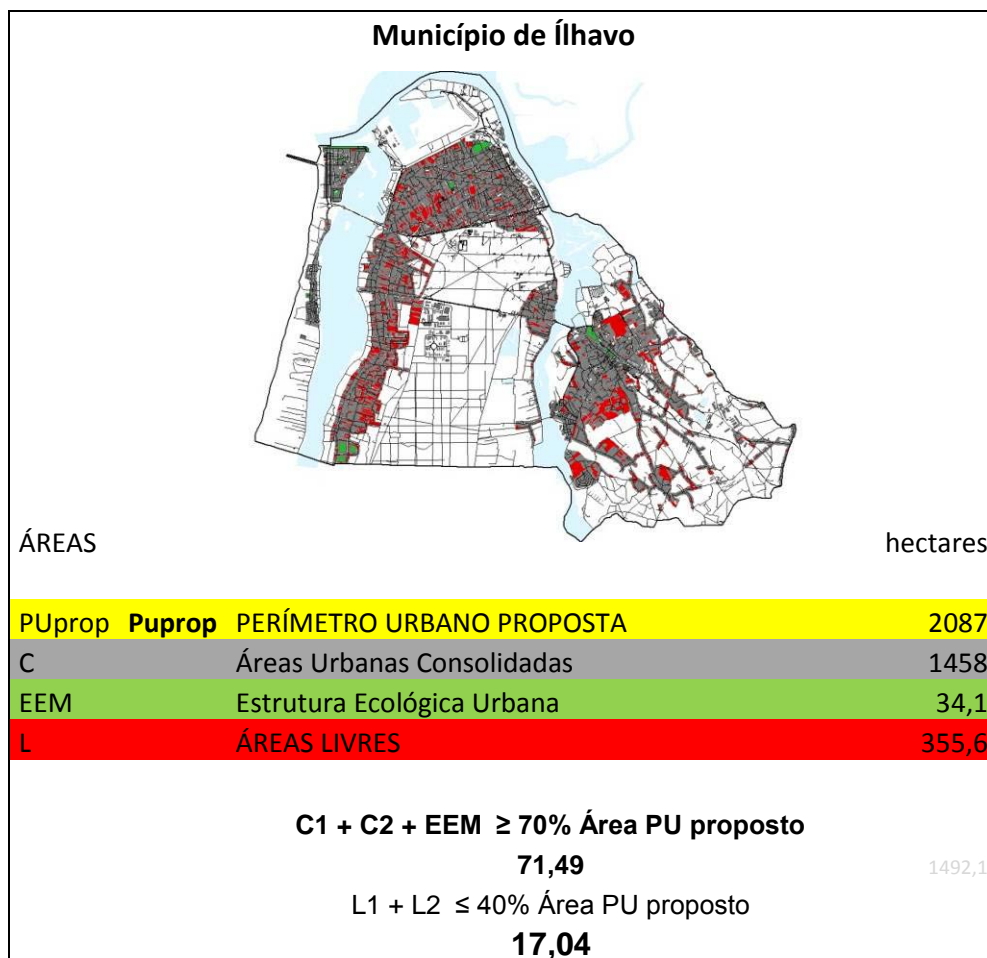 Município de Ílhavo
ÁREAS hectares
PUprop Puprop PERÍMETRO URBANO PROPOSTA 2087
C Áreas Urbanas Consolidadas 1458
EEM Estrutura Ecológica Urbana 34,1
L ÁREAS LIVRES 355,6
C1 + C2 + EEM ≥ 70% Área PU proposto
71,49 1492,1
L1 + L2 ≤ 40% Área PU proposto
17,04